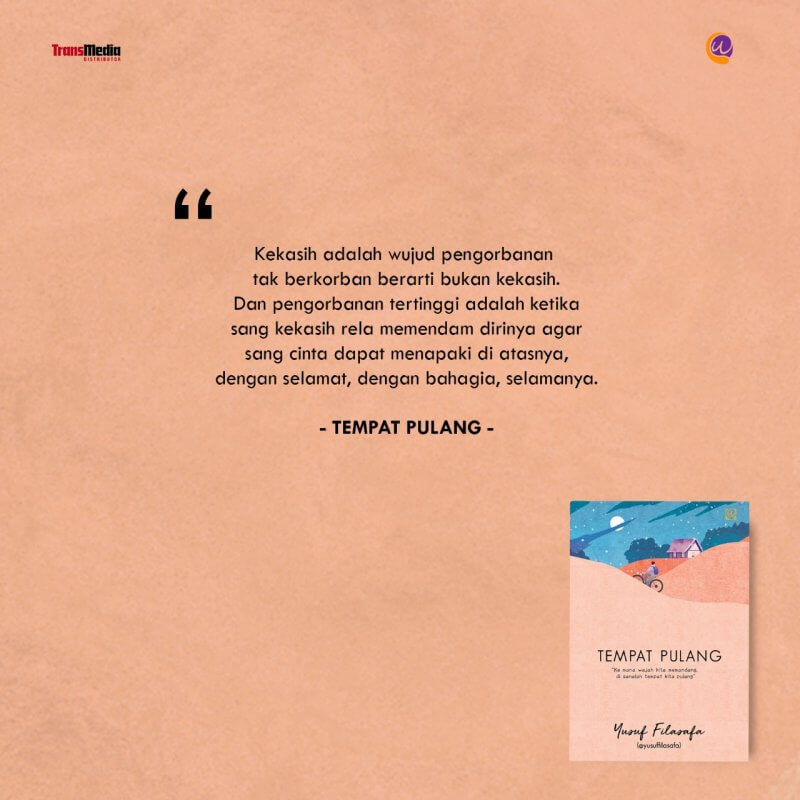 TransMedia
DISTRIBUTOR
“
Kekasih adalah wujud pengorbanan
tak berkorban berarti bukan kekasih.
Dan pengorbanan tertinggi adalah ketika
sang kekasih rela memendam dirinya agar
sang cinta dapat menapaki di atasnya,
dengan selamat, dengan bahagia, selamanya.
- TEMPAT PULANG -
TEMPAT PULANG
"Ke mana wajah kita memandang,
di sanalah tempat kita pulang"
Yusuf Filasafa
(@yusuffilasafa)